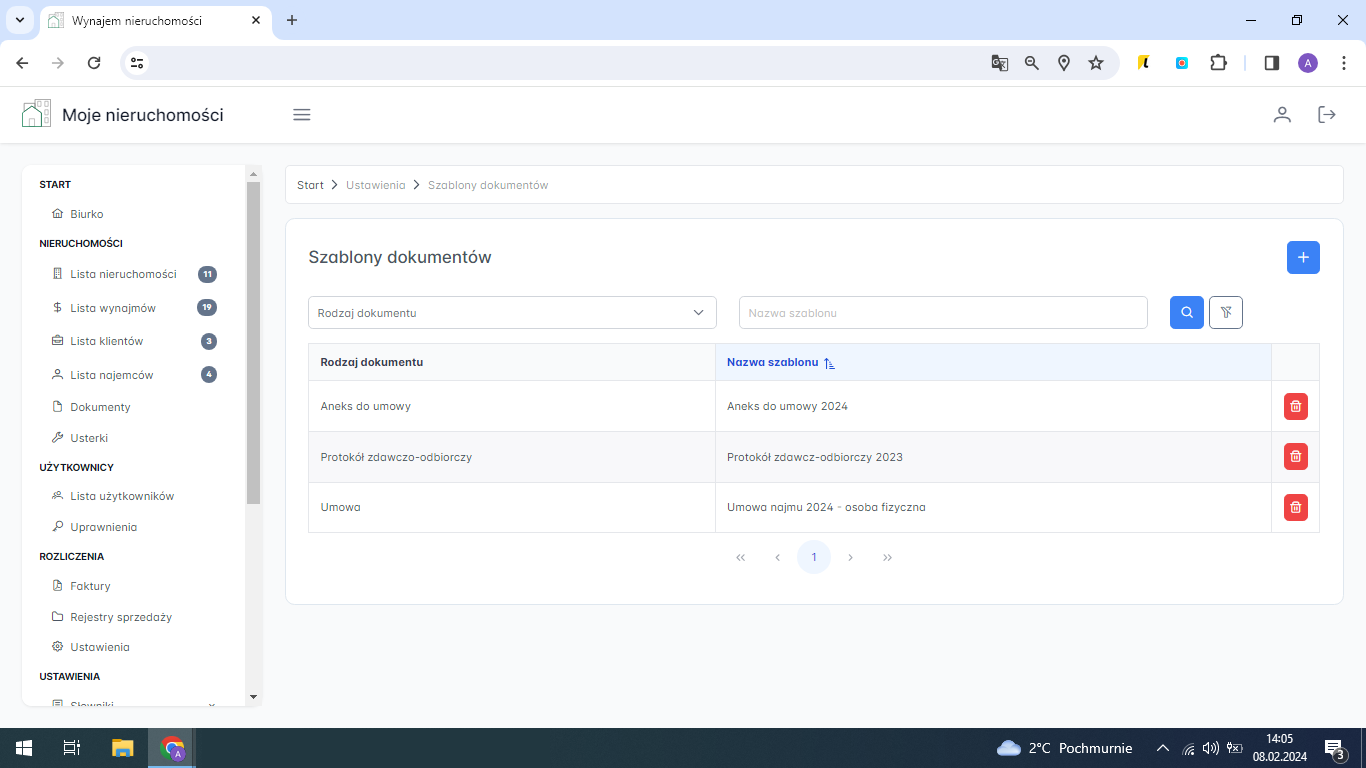 Wynajem nieruchomości
A
Moje nieruchomości
START
Biurko
NIERUCHOMOŚCI
Lista nieruchomości 11
Lista wynajmów 19
Lista klientów 3
Lista najemców 4
Dokumenty
Usterki
UŻYTKOWNICY
Lista użytkowników
Uprawnienia
ROZLICZENIA
Faktury
Rejestry sprzedaży
Ustawienia
USTAWIENIA
Słowniki
Start > Ustawienia > Szablony dokumentów
Szablony dokumentów
Rodzaj dokumentu Nazwa szablonu
Rodzaj dokumentu Nazwa szablonu
Aneks do umowy Aneks do umowy 2024
Protokół zdawczo-odbiorczy Protokół zdawcz-odbiorczy 2023
Umowa Umowa najmu 2024 - osoba fizyczna
« ‹ 1 › »
A
2°C Pochmurnie
14:05
08.02.2024
3